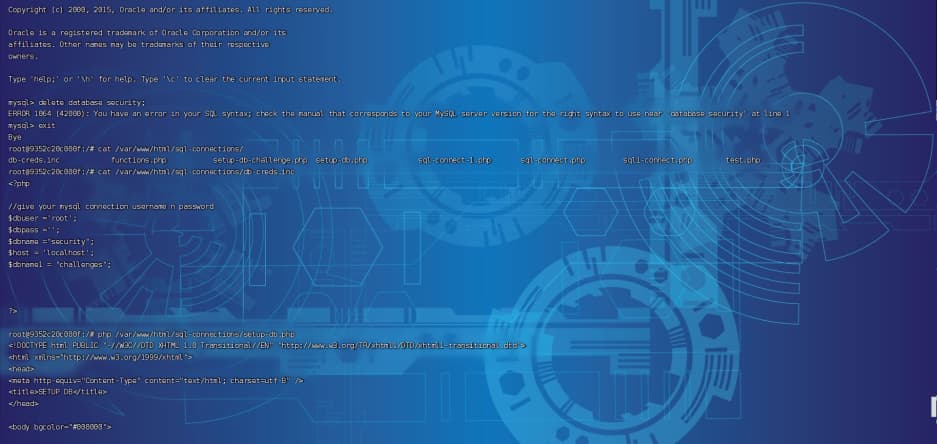 Copyright (c) 2000, 2015, Oracle and/or its affiliates. All rights reserved.
Oracle is a registered trademark of Oracle Corporation and/or its
affiliates. Other names may be trademarks of their respective
owners.
Type 'help;' or '\h' for help. Type '\c' to clear the current input statement.
mysql> delete database security;
ERROR 1064 (42000): You have an error in your SQL syntax; check the manual that corresponds to your MySQL server version for the right syntax to use near 'database security' at line 1
mysql> exit
Bye
root@9352c20c000f:/# cat /var/www/html/sql-connections/
db-creds.inc functions.php setup-db-challenge.php setup-db.php sql-connect-1.php sql-connect.php sqli-connect.php test.php
root@9352c20c000f:/# cat /var/www/html/sql-connections/db-creds.inc
<?php
//give your mysql connection username n password
$dbuser ='root';
$dbpass ='';
$dbname ="security";
$host = 'localhost';
$dbname1 = "challenges";
?>
root@9352c20c000f:/# php /var/www/html/sql-connections/setup-db.php
<!DOCTYPE html PUBLIC "-//W3C//DTD XHTML 1.0 Transitional//EN" "http://www.w3.org/TR/xhtml1/DTD/xhtml1-transitional.dtd">
<html xmlns="http://www.w3.org/1999/xhtml">
<head>
<meta http-equiv="Content-Type" content="text/html; charset=utf-8" />
<title>SETUP DB</title>
</head>
<body bgcolor="#000000">